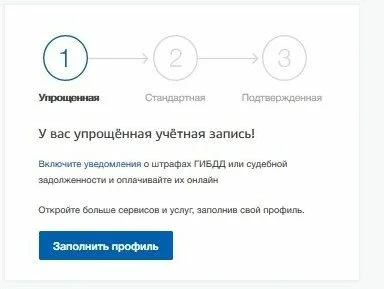 1 2 3
Упрощенная Стандартная Подтвержденная
У вас упрощённая учётная запись!
Включите уведомления о штрафах ГИБДД или судебной
задолженности и оплачивайте их онлайн
Откройте больше сервисов и услуг, заполнив свой профиль.
Заполнить профиль